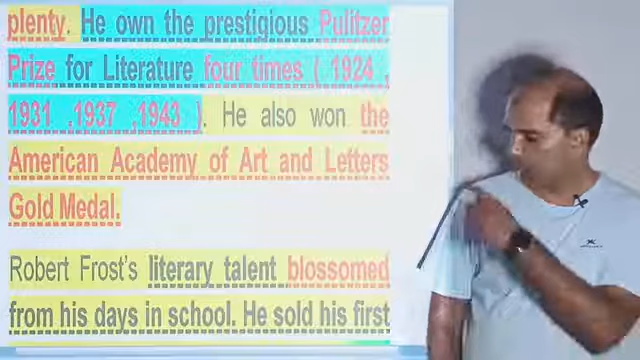 plenty. He own the prestigious Pulitzer
Prize for Literature four times ( 1924 ,
1931 ,1937 ,1943 ). He also won the
American Academy of Art and Letters
Gold Medal.
Robert Frost's literary talent blossomed
from his days in school. He sold his first